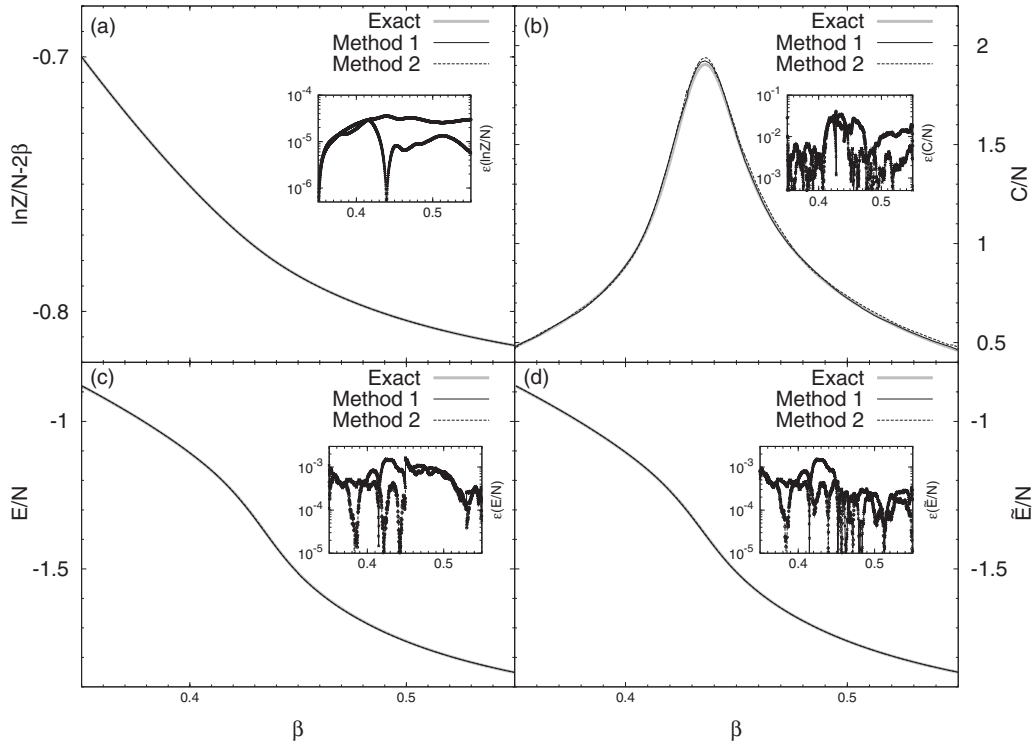 (a)
Exact
Method 1
Method 2
-0.7
-0.8
lnZ/N-2β
10⁻⁴
10⁻⁵
10⁻⁶
0.4
0.5
ε(lnZ/N)
(b)
Exact
Method 1
Method 2
2
1.5
1
0.5
C/N
10⁻¹
10⁻²
10⁻³
0.4
0.5
ε(C/N)
(c)
Exact
Method 1
Method 2
-1
-1.5
E/N
10⁻³
10⁻⁴
10⁻⁵
0.4
0.5
ε(E/N)
0.4
0.5
β
(d)
Exact
Method 1
Method 2
-1
-1.5
Ẽ/N
10⁻³
10⁻⁴
10⁻⁵
0.4
0.5
ε(Ẽ/N)
0.4
0.5
β